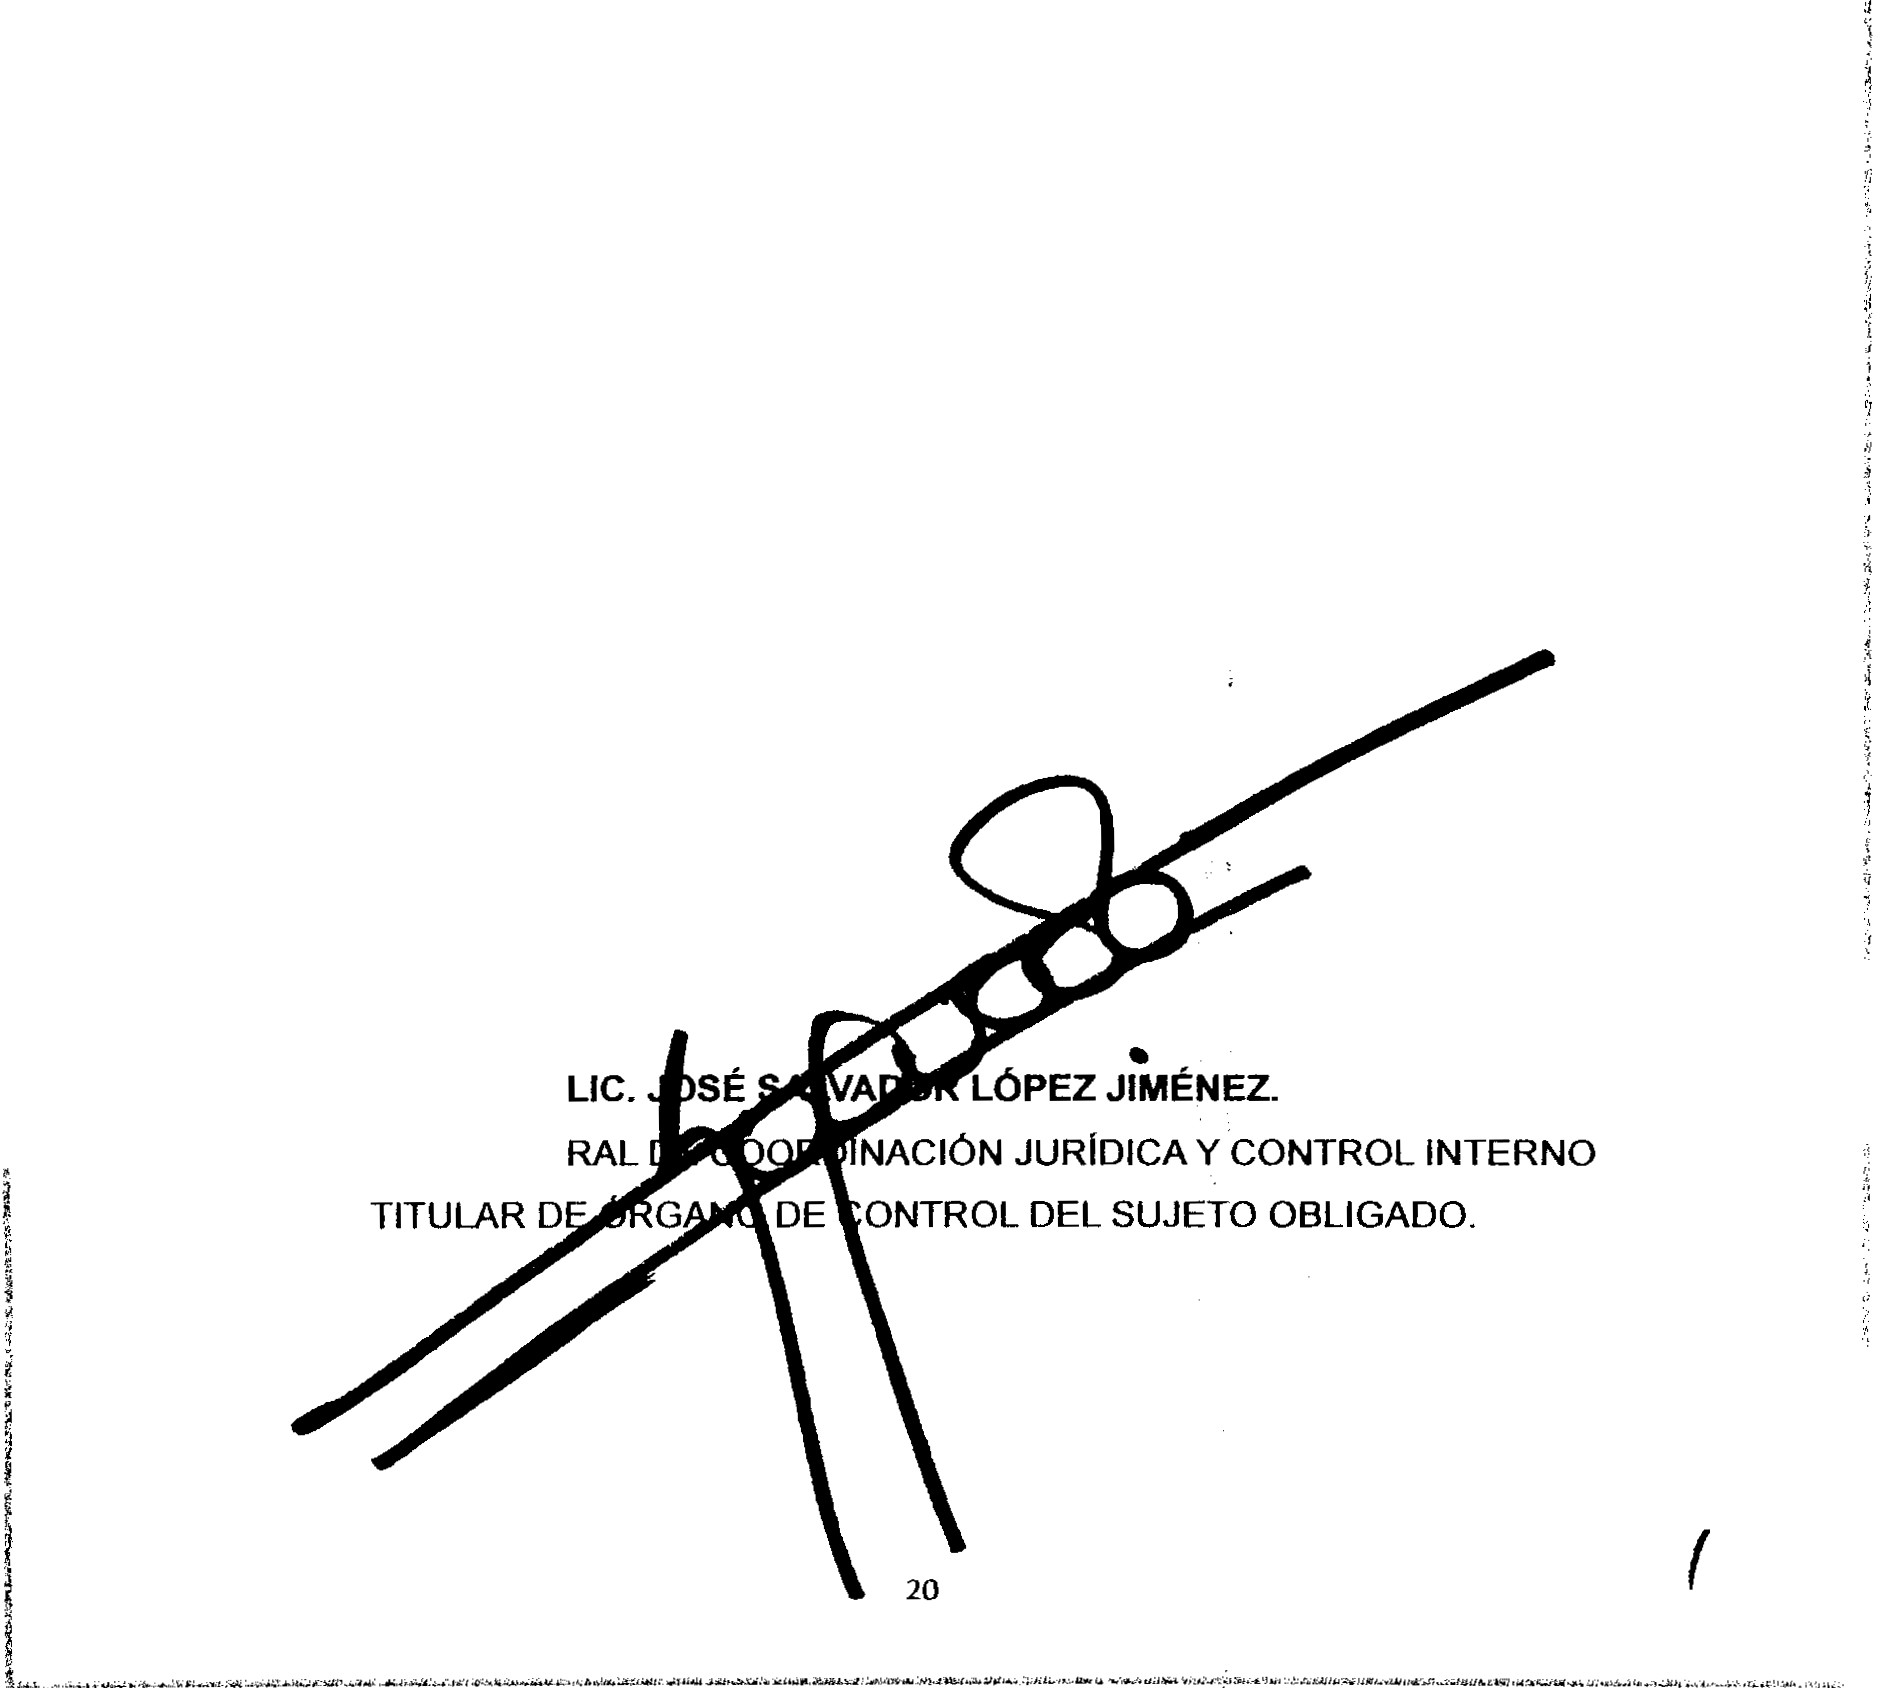 LIC. JOSÉ SALVADOR LÓPEZ JIMÉNEZ.
RAL DE COORDINACIÓN JURÍDICA Y CONTROL INTERNO
TITULAR DE ÓRGANO DE CONTROL DEL SUJETO OBLIGADO.
20